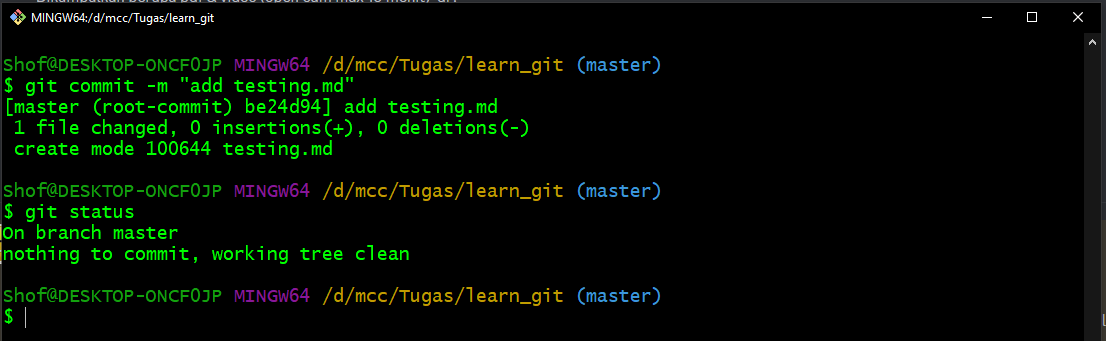 MINGW64:/d/mcc/Tugas/learn_git
Shof@DESKTOP-ONCF0JP MINGW64 /d/mcc/Tugas/learn_git (master)
$ git commit -m "add testing.md"
[master (root-commit) be24d94] add testing.md
 1 file changed, 0 insertions(+), 0 deletions(-)
 create mode 100644 testing.md
Shof@DESKTOP-ONCF0JP MINGW64 /d/mcc/Tugas/learn_git (master)
$ git status
On branch master
nothing to commit, working tree clean
Shof@DESKTOP-ONCF0JP MINGW64 /d/mcc/Tugas/learn_git (master)
$